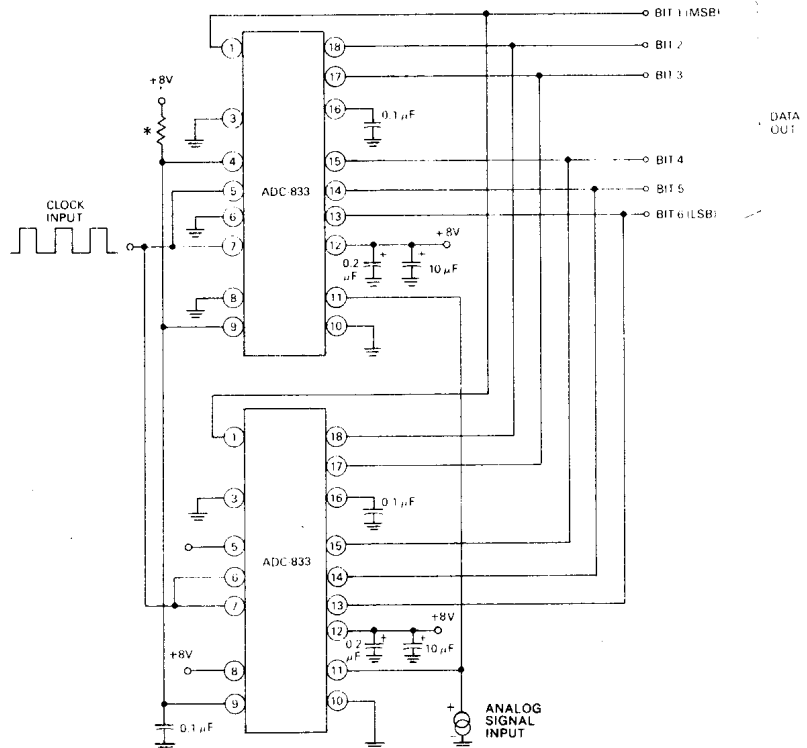 BIT 1 (MSB)
1
18
BIT 2
17
BIT 3
+8V
16
0.1 μF
DATA
OUT
*
3
4
15
BIT 4
CLOCK
INPUT
5
ADC-833
14
BIT 5
6
13
BIT 6 (LSB)
7
12
+8V
0.2
μF
+
+
10 μF
8
11
9
10
1
18
17
3
16
0.1 μF
5
ADC-833
15
6
14
7
13
12
+8V
0.2
μF
+
+
10 μF
+8V
8
11
9
10
0.1 μF
+
ANALOG
SIGNAL
INPUT